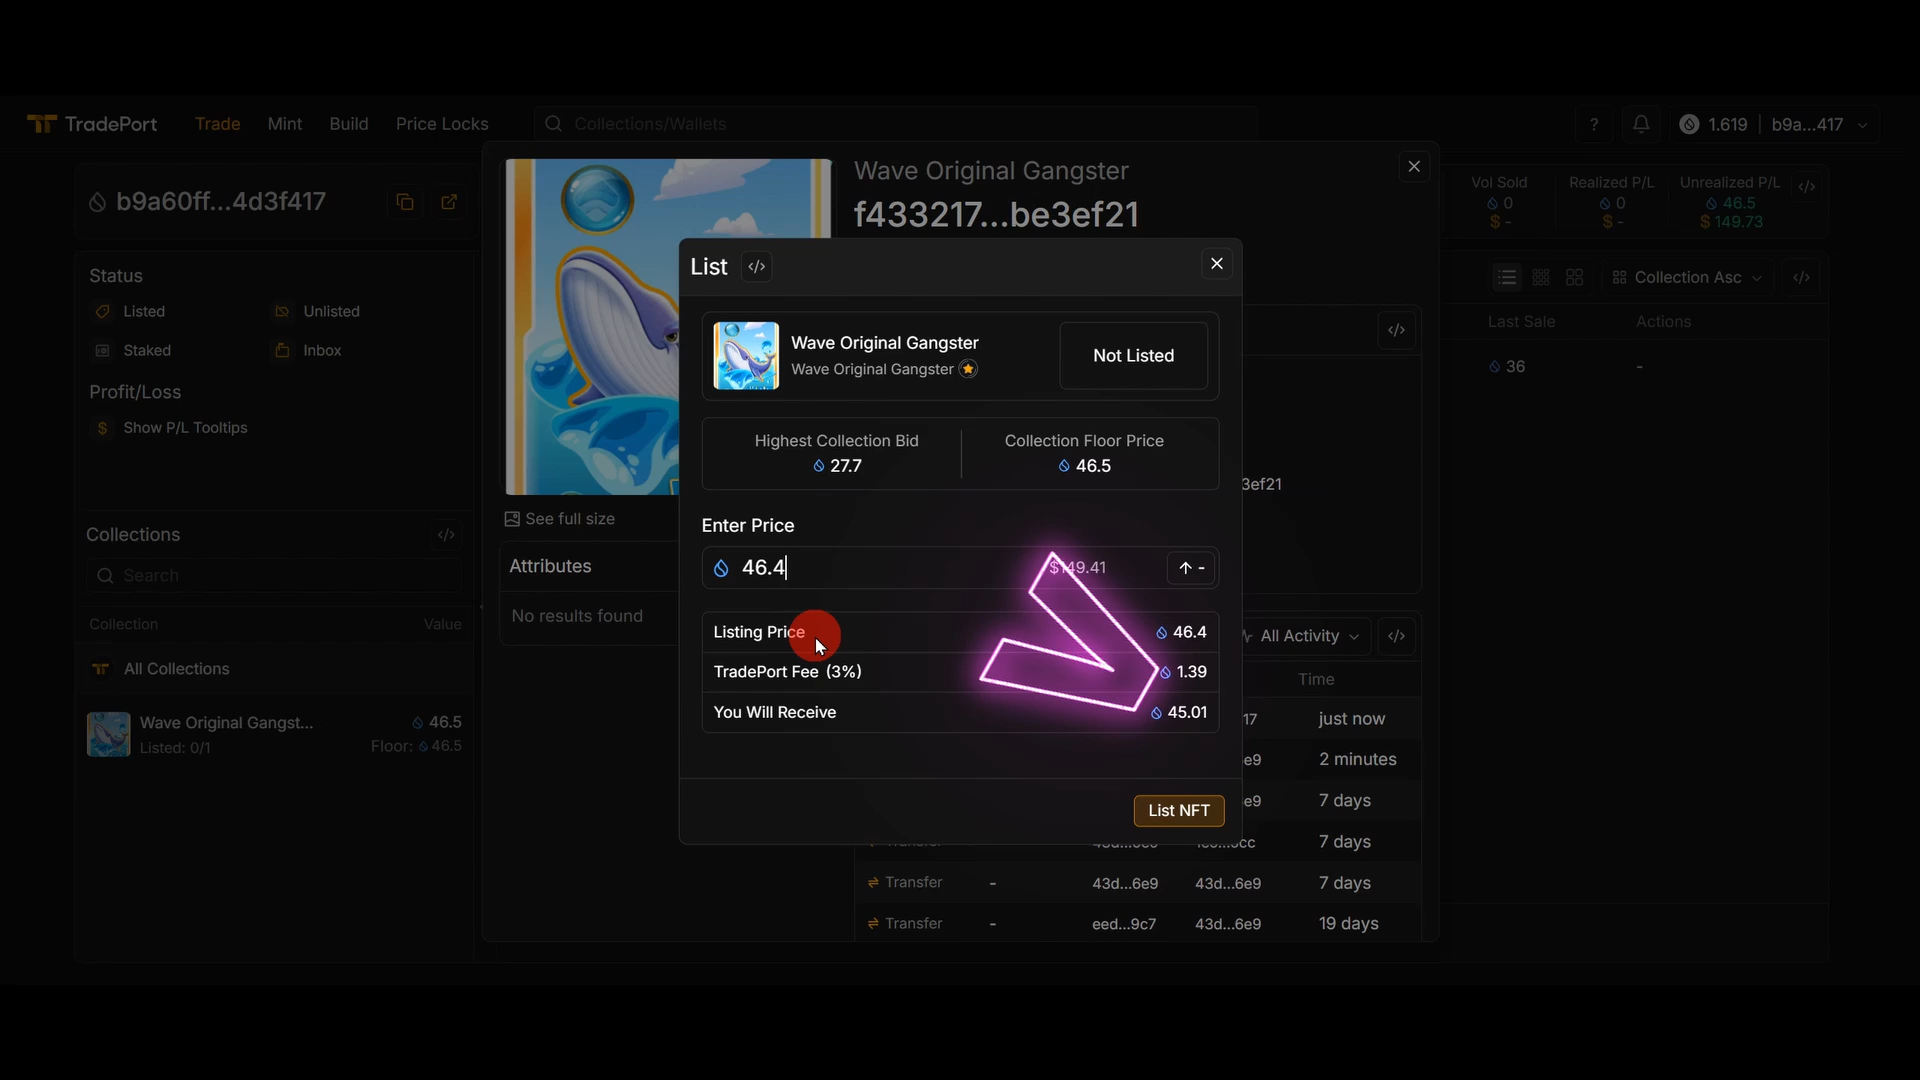 TradePort Trade Mint Build Price Locks Collections/Wallets ? 1.619 b9a...417
b9a60ff...4d3f417
Wave Original Gangster
f433217...be3ef21
Vol Sold Realized P/L Unrealized P/L
0 0 46.5
$ - $ - $ 149.73
Status
Listed Unlisted
Staked Inbox
Profit/Loss
$ Show P/L Tooltips
Collections
Search
Collection Value
All Collections
Wave Original Gangst... 46.5
Listed: 0/1 Floor: 46.5
See full size
Attributes
No results found
List
Wave Original Gangster
Wave Original Gangster
Not Listed
Highest Collection Bid Collection Floor Price
27.7 46.5
Enter Price
46.4 $149.41 -
Listing Price 46.4
TradePort Fee (3%) 1.39
You Will Receive 45.01
List NFT
3ef21
All Activity
Time
17 just now
e9 2 minutes
e9 7 days
7 days
Transfer - 43d...6e9 43d...6e9 7 days
Transfer - eed...9c7 43d...6e9 19 days
Collection Asc
Last Sale Actions
36 -